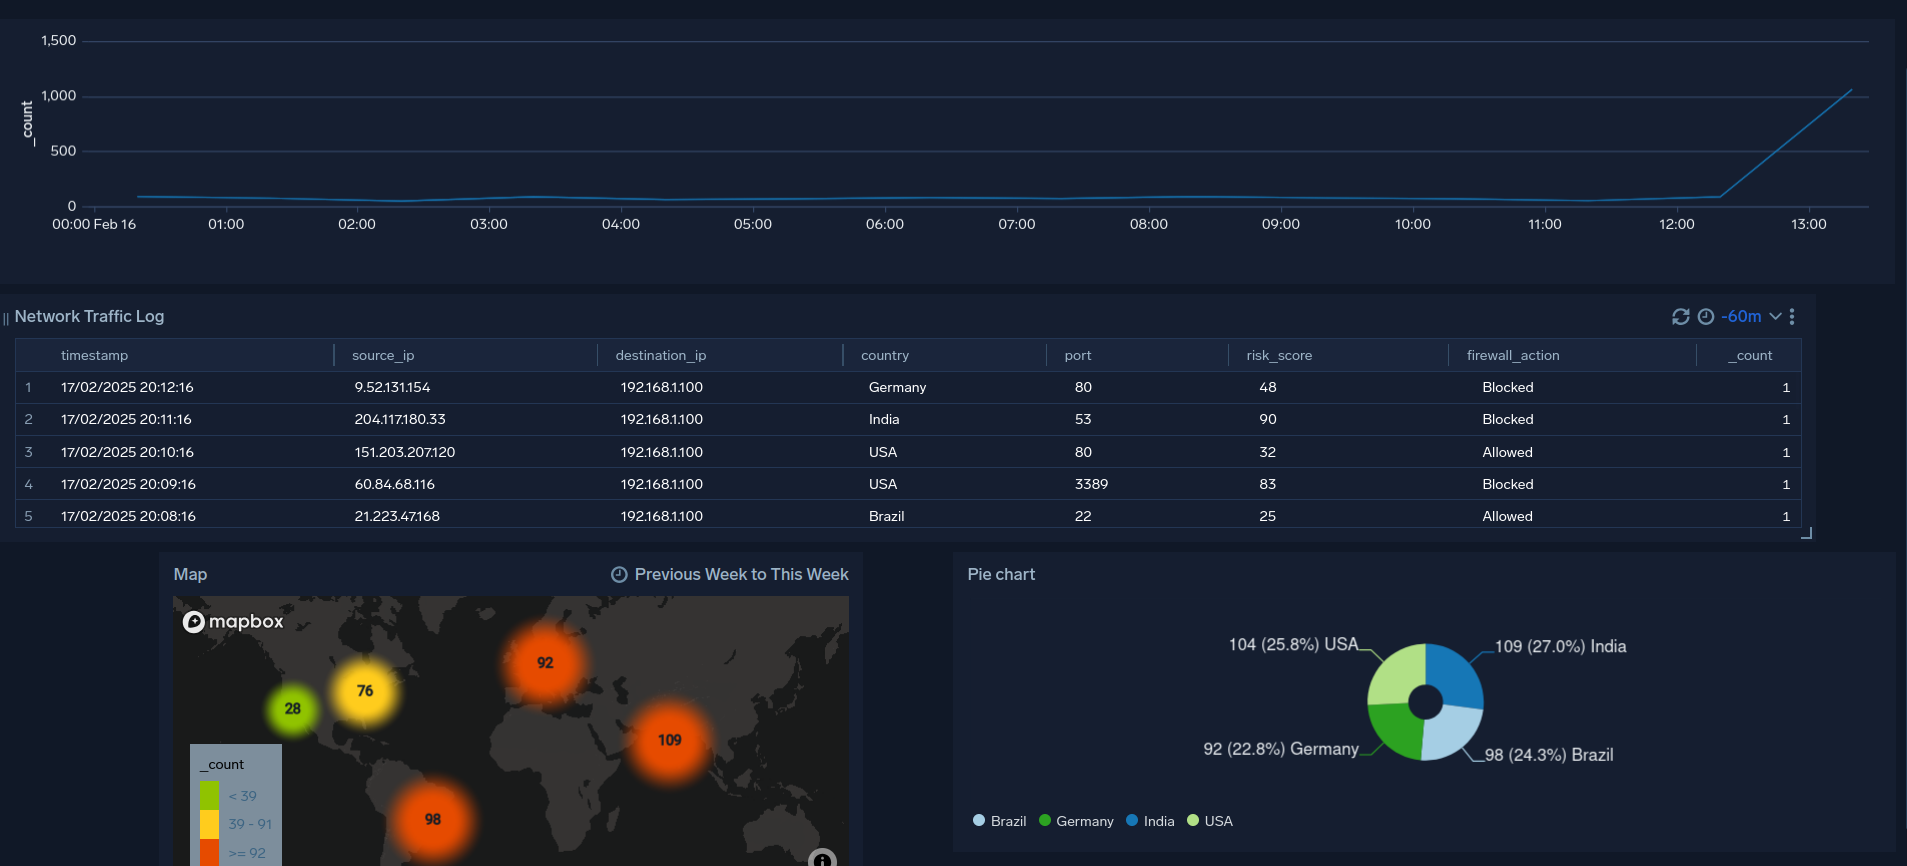 1,500
1,000
500
0
_count
00:00 Feb 16 01:00 02:00 03:00 04:00 05:00 06:00 07:00 08:00 09:00 10:00 11:00 12:00 13:00
Network Traffic Log -60m
timestamp source_ip destination_ip country port risk_score firewall_action _count
1 17/02/2025 20:12:16 9.52.131.154 192.168.1.100 Germany 80 48 Blocked 1
2 17/02/2025 20:11:16 204.117.180.33 192.168.1.100 India 53 90 Blocked 1
3 17/02/2025 20:10:16 151.203.207.120 192.168.1.100 USA 80 32 Allowed 1
4 17/02/2025 20:09:16 60.84.68.116 192.168.1.100 USA 3389 83 Blocked 1
5 17/02/2025 20:08:16 21.223.47.168 192.168.1.100 Brazil 22 25 Allowed 1
Map Previous Week to This Week
mapbox
92
76
28
109
98
_count
< 39
39 - 91
>= 92
Pie chart
104 (25.8%) USA
109 (27.0%) India
92 (22.8%) Germany
98 (24.3%) Brazil
Brazil Germany India USA